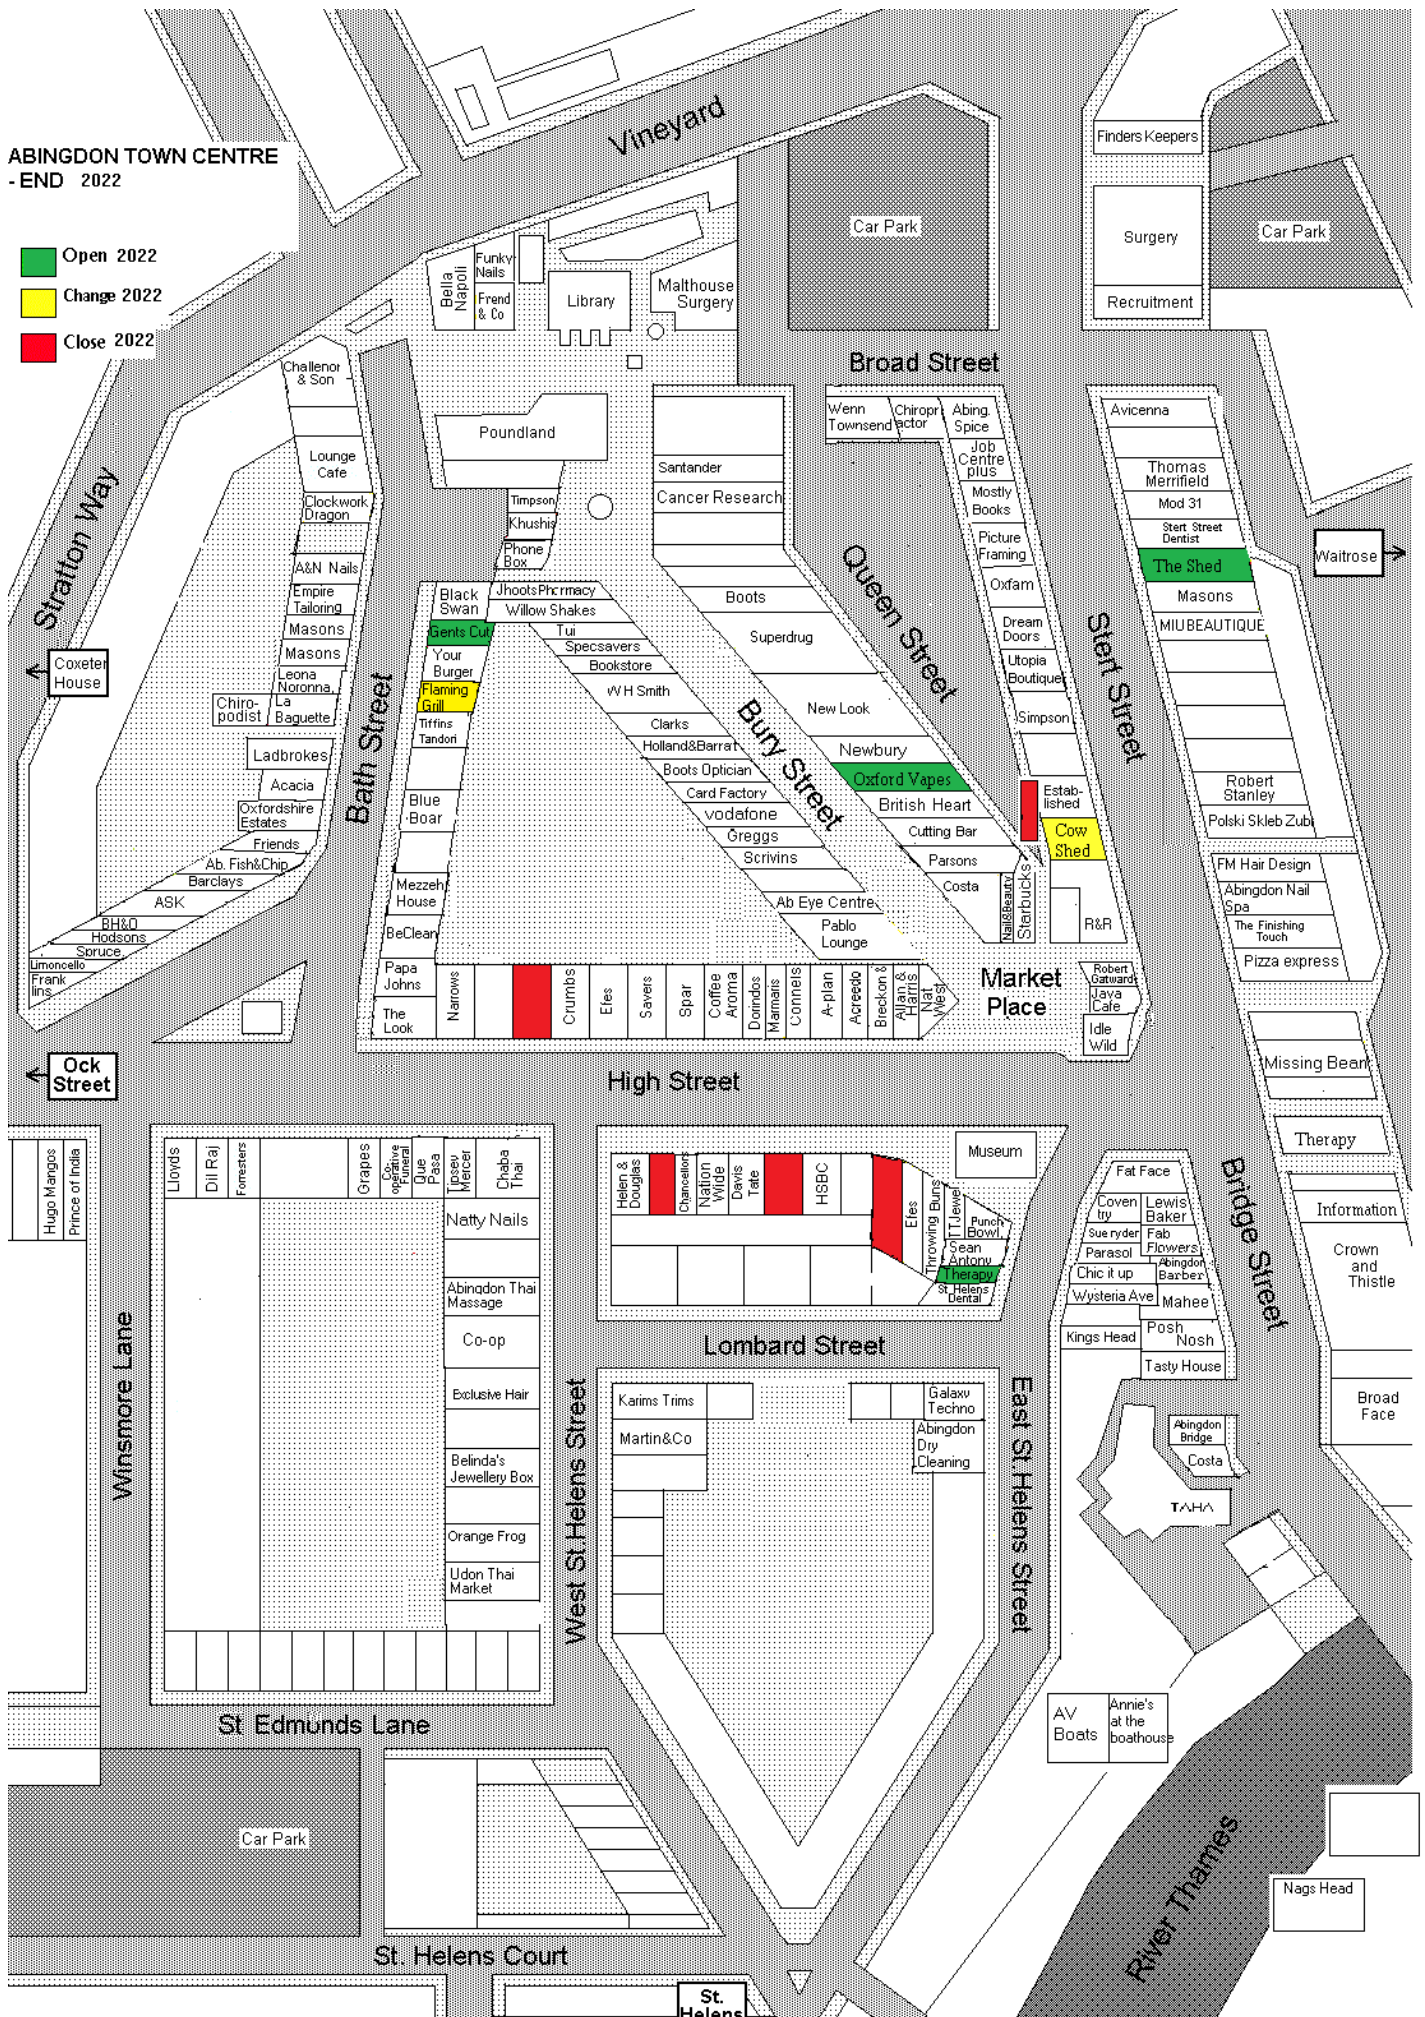 ABINGDON TOWN CENTRE
- END 2022
Open 2022
Change 2022
Close 2022
Vineyard
Finders Keepers
Surgery
Recruitment
Car Park
Car Park
Bella
Napoli
Funky
Nails
Frend
& Co
Library
Malthouse
Surgery
Broad Street
Challenor
& Son
Lounge
Cafe
Clockwork
Dragon
A&N Nails
Empire
Tailoring
Masons
Masons
Leona
Noronna
Chiro-
podist
La
Baguette
Ladbrokes
Acacia
Oxfordshire
Estates
Friends
Ab. Fish&Chip
Barclays
ASK
BH&O
Hodsons
Spruce
Limoncello
Frank
lins
Stratton Way
Coxeter
House
Bath Street
Poundland
Timpson
Khushis
Phone
Box
Black
Swan
Jhoots Phcrmacy
Willow Shakes
Gents Cut
Your
Burger
Flaming
Grill
Tiffins
Tandori
Blue
Boar
Mezzeh
House
BeClean
Papa
Johns
The
Look
Tui
Specsavers
Bookstore
WH Smith
Clarks
Holland&Barrat
Boots Optician
Card Factory
vodafone
Greggs
Scrivins
Ab Eye Centre
Pablo
Lounge
Bury Street
Santander
Cancer Research
Boots
Superdrug
New Look
Newbury
Oxford Vapes
British Heart
Cutting Bar
Parsons
Costa
Nail&Beauty
Starbucks
Queen Street
Wenn
Townsend
Chiropr
actor
Abing.
Spice
Job
Centre
plus
Mostly
Books
Picture
Framing
Oxfam
Dream
Doors
Utopia
Boutique
Simpson
Estab-
lished
Cow
Shed
R&R
Stert Street
Avicenna
Thomas
Merrifield
Mod 31
Stert Street
Dentist
The Shed
Masons
MIUBEAUTIQUE
Robert
Stanley
Polski Skleb Zub
FM Hair Design
Abingdon Nail
Spa
The Finishing
Touch
Pizza express
Waitrose
Market
Place
Robert
Gatward
Java
Cafe
Idle
Wild
Missing Bean
Therapy
Information
Crown
and
Thistle
Broad
Face
Narrows
Crumbs
Efes
Savers
Spar
Coffee
Aroma
Dorindos
Marmaris
Connels
A-plan
Acreedo
Breckon &
Allan &
Harris
Nat
West
Ock
Street
High Street
Hugo Mangos
Prince of India
Lloyds
Dil Raj
Forresters
Grapes
Co-
operative
Funeral
Que
Pasa
Tipsey
Mercer
Chaba
Thai
Natty Nails
Abingdon Thai
Massage
Co-op
Exclusive Hair
Belinda's
Jewellery Box
Orange Frog
Udon Thai
Market
Winsmore Lane
West St.Helens Street
Helen &
Douglas
Chancellors
Nation
Wide
Davis
Tate
HSBC
Efes
Throwing Buns
TTJewel
Punch
Bowl
Sean
Antony
Therapy
St. Helens
Dental
Museum
Lombard Street
Karims Trims
Martin&Co
Galaxy
Techno
Abingdon
Dry
Cleaning
East St.Helens Street
Fat Face
Coven
try
Lewis
Baker
Sue ryder
Fab
Flowers
Parasol
Abingdon
Barber
Chic it up
Wysteria Ave
Mahee
Kings Head
Posh
Nosh
Tasty House
Bridge Street
Abingdon
Bridge
Costa
TAHA
St Edmunds Lane
Car Park
St. Helens Court
St.
Helens
AV
Boats
Annie's
at the
boathouse
River Thames
Nags Head